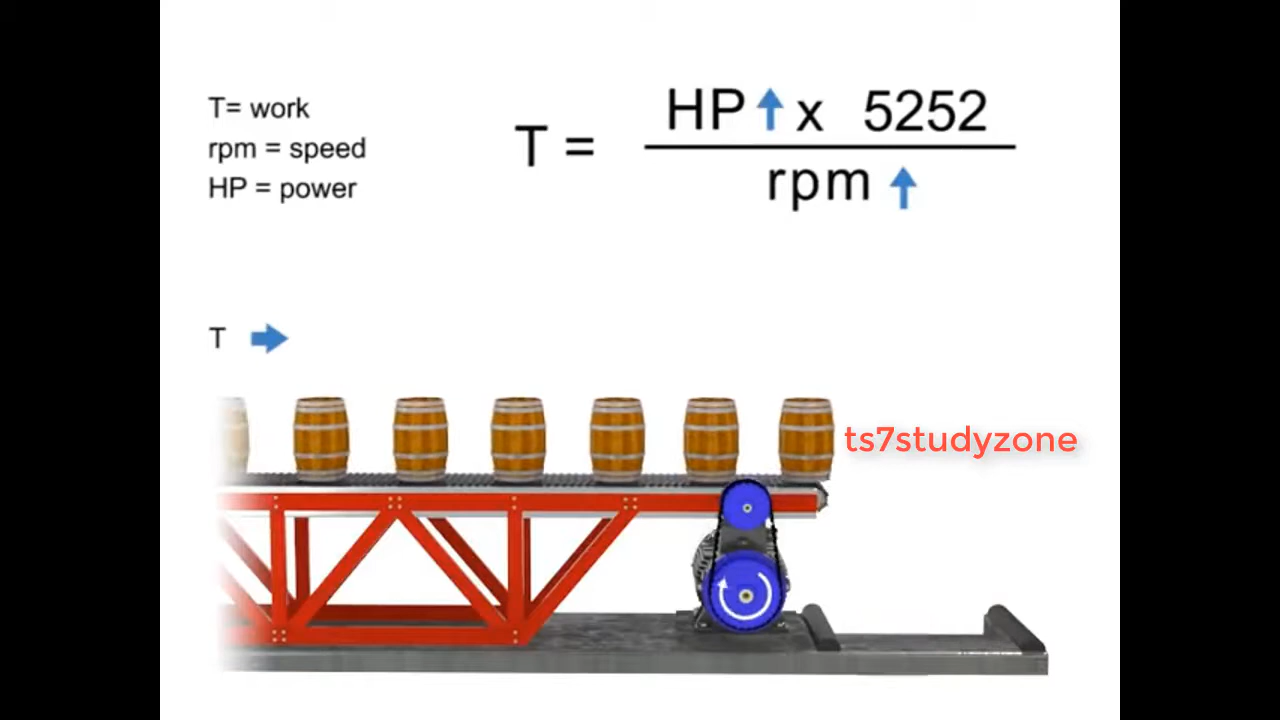 T= work
rpm = speed
HP = power
T = HP x 5252
rpm
T
ts7studyzone